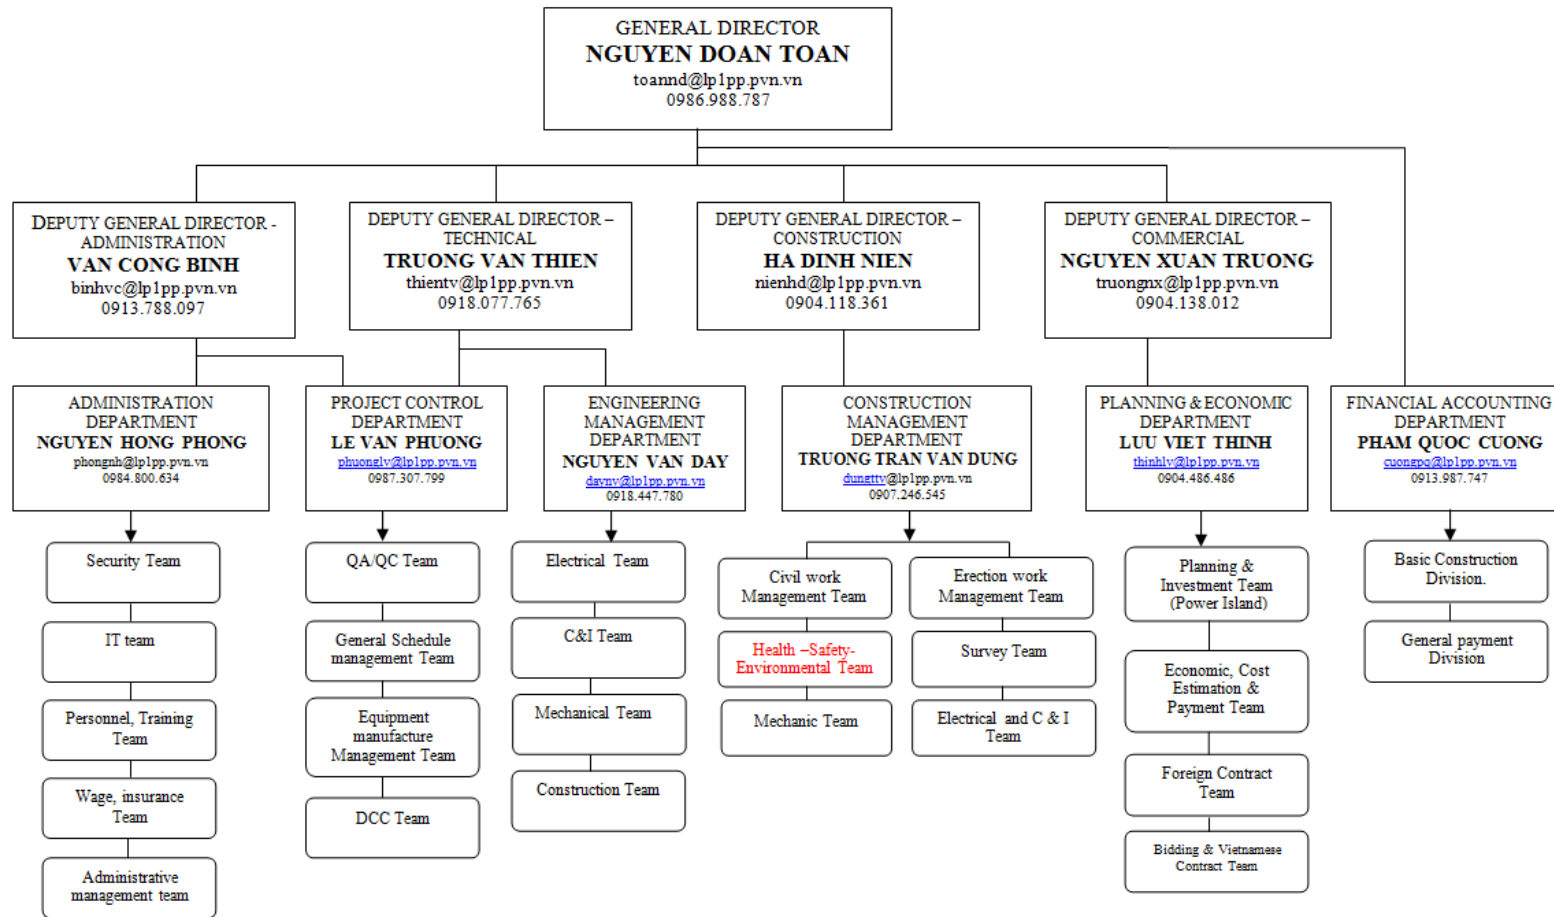 GENERAL DIRECTOR
NGUYEN DOAN TOAN
toannd@lp1pp.pvn.vn
0986.988.787
DEPUTY GENERAL DIRECTOR -
ADMINISTRATION
VAN CONG BINH
binhvc@lp1pp.pvn.vn
0913.788.097
DEPUTY GENERAL DIRECTOR –
TECHNICAL
TRUONG VAN THIEN
thientv@lp1pp.pvn.vn
0918.077.765
DEPUTY GENERAL DIRECTOR –
CONSTRUCTION
HA DINH NIEN
nienhd@lp1pp.pvn.vn
0904.118.361
DEPUTY GENERAL DIRECTOR –
COMMERCIAL
NGUYEN XUAN TRUONG
truongnx@lp1pp.pvn.vn
0904.138.012
ADMINISTRATION
DEPARTMENT
NGUYEN HONG PHONG
phongnh@lp1pp.pvn.vn
0984.800.634
PROJECT CONTROL
DEPARTMENT
LE VAN PHUONG
phuonglv@lp1pp.pvn.vn
0987.307.799
ENGINEERING
MANAGEMENT
DEPARTMENT
NGUYEN VAN DAY
daynv@lp1pp.pvn.vn
0918.447.780
CONSTRUCTION
MANAGEMENT
DEPARTMENT
TRUONG TRAN VAN DUNG
dungttv@lp1pp.pvn.vn
0907.246.545
PLANNING & ECONOMIC
DEPARTMENT
LUU VIET THINH
thinhlv@lp1pp.pvn.vn
0904.486.486
FINANCIAL ACCOUNTING
DEPARTMENT
PHAM QUOC CUONG
cuongpq@lp1pp.pvn.vn
0913.987.747
Security Team
IT team
Personnel, Training
Team
Wage, insurance
Team
Administrative
management team
QA/QC Team
General Schedule
management Team
Equipment
manufacture
Management Team
DCC Team
Electrical Team
C&I Team
Mechanical Team
Construction Team
Civil work
Management Team
Health –Safety-
Environmental Team
Mechanic Team
Erection work
Management Team
Survey Team
Electrical and C & I
Team
Planning &
Investment Team
(Power Island)
Economic, Cost
Estimation &
Payment Team
Foreign Contract
Team
Bidding & Vietnamese
Contract Team
Basic Construction
Division.
General payment
Division